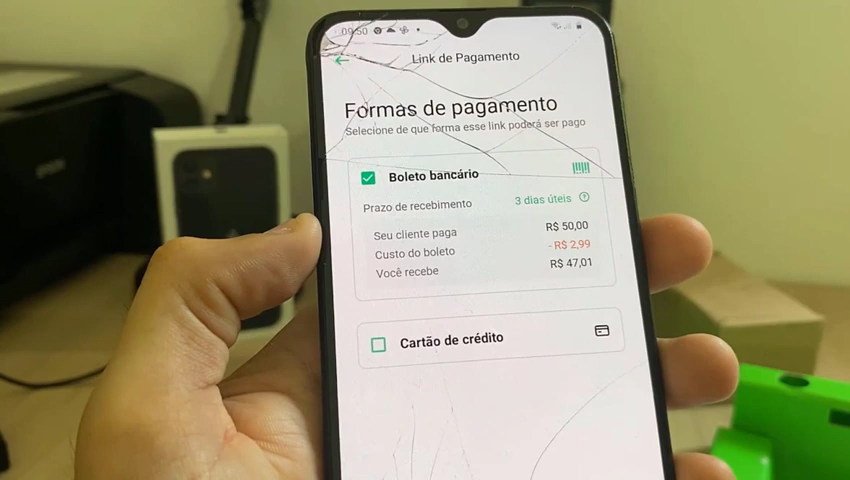 09:50
Link de Pagamento
Formas de pagamento
Selecione de que forma esse link poderá ser pago
Boleto bancário
Prazo de recebimento 3 dias úteis
Seu cliente paga R$ 50,00
Custo do boleto - R$ 2,99
Você recebe R$ 47,01
Cartão de crédito
EPSON